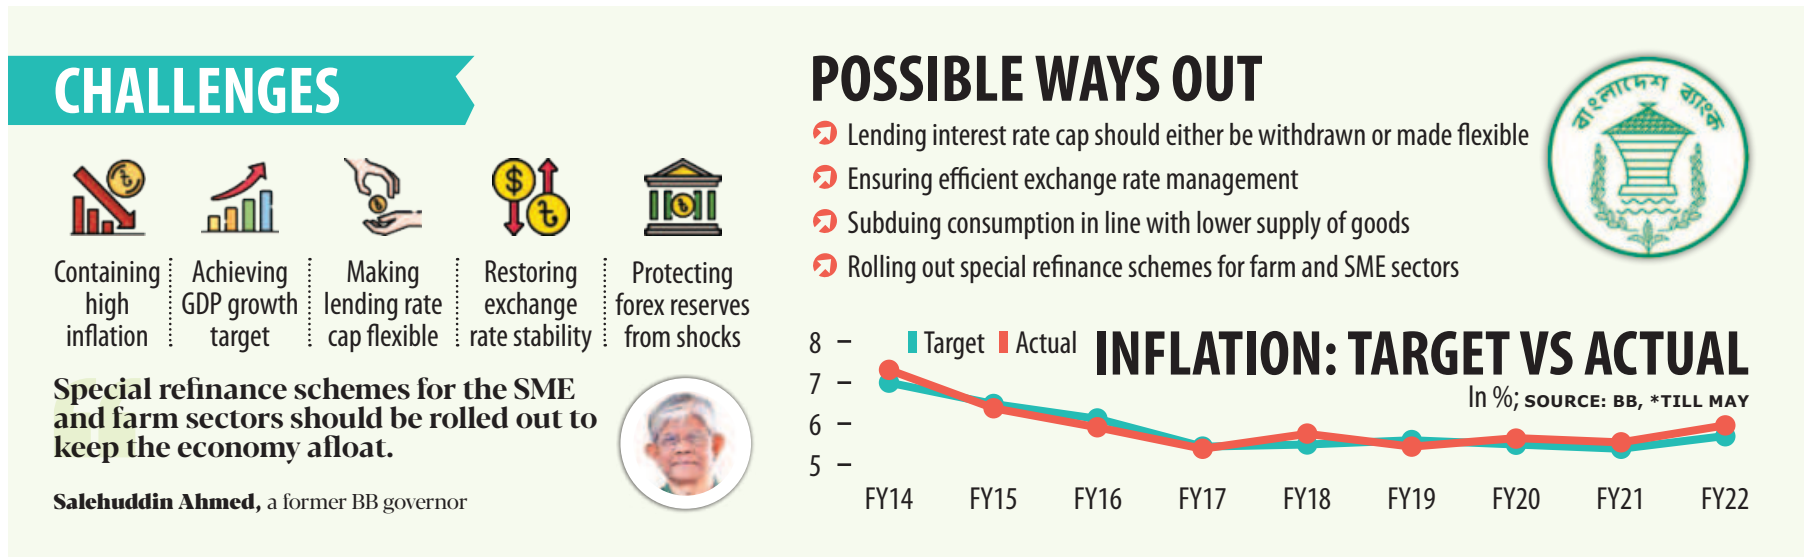 CHALLENGES
Containing
high
inflation
Achieving
GDP growth
target
Making
lending rate
cap flexible
Restoring
exchange
rate stability
Protecting
forex reserves
from shocks
Special refinance schemes for the SME
and farm sectors should be rolled out to
keep the economy afloat.
Salehuddin Ahmed, a former BB governor
POSSIBLE WAYS OUT
Lending interest rate cap should either be withdrawn or made flexible
Ensuring efficient exchange rate management
Subduing consumption in line with lower supply of goods
Rolling out special refinance schemes for farm and SME sectors
বাংলাদেশ ব্যাংক
INFLATION: TARGET VS ACTUAL
In %; SOURCE: BB, *TILL MAY
Target Actual
8
7
6
5
FY14 FY15 FY16 FY17 FY18 FY19 FY20 FY21 FY22